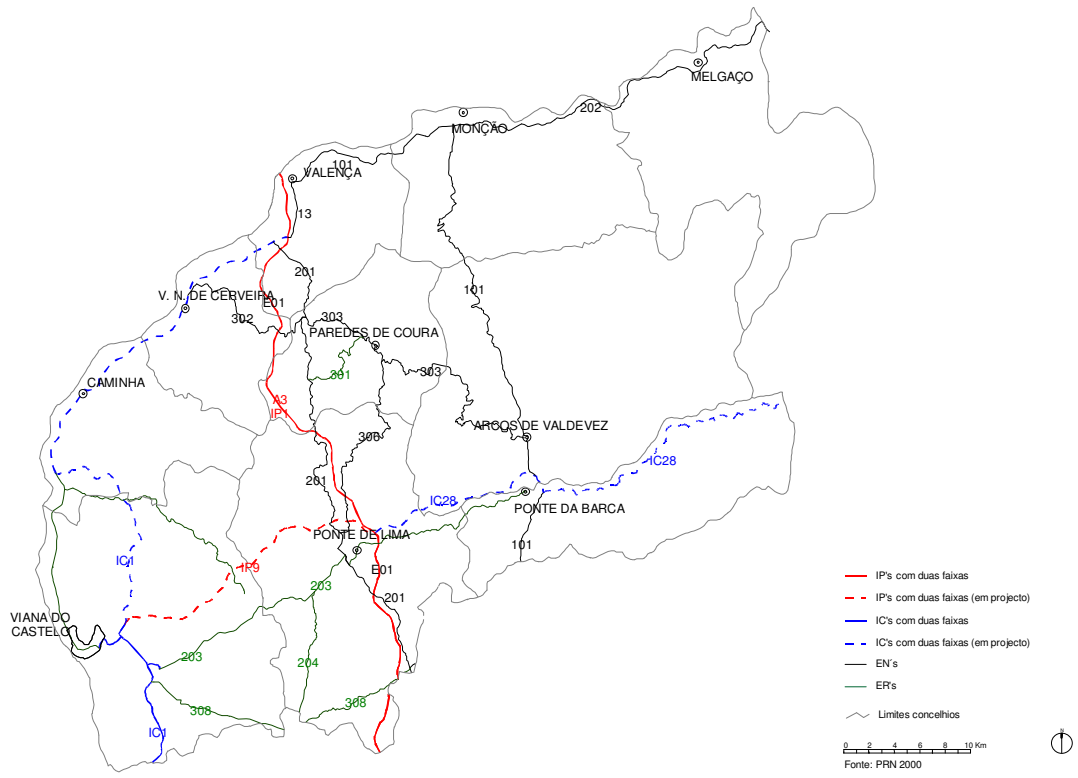 MELGAÇO
202
MONÇÃO
101
VALENÇA
13
201
101
V. N. DE CERVEIRA
E01
302
303
PAREDES DE COURA
301
303
CAMINHA
A3
IP1
ARCOS DE VALDEVEZ
306
IC28
201
IC28
PONTE DA BARCA
PONTE DE LIMA
101
IC1
IP9
E01
203
201
VIANA DO
CASTELO
203
204
308
308
IC1
IP's com duas faixas
IP's com duas faixas (em projecto)
IC's com duas faixas
IC's com duas faixas (em projecto)
EN´s
ER's
Limites concelhios
0 2 4 6 8 10 Km
Fonte: PRN 2000
N